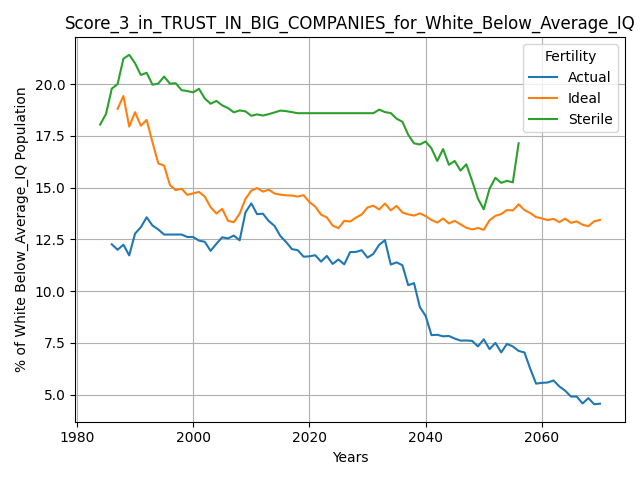 Score_3_in_TRUST_IN_BIG_COMPANIES_for_White_Below_Average_IQ
Fertility
Actual
Ideal
Sterile
% of White Below_Average_IQ Population
20.0
17.5
15.0
12.5
10.0
7.5
5.0
1980
2000
2020
2040
2060
Years